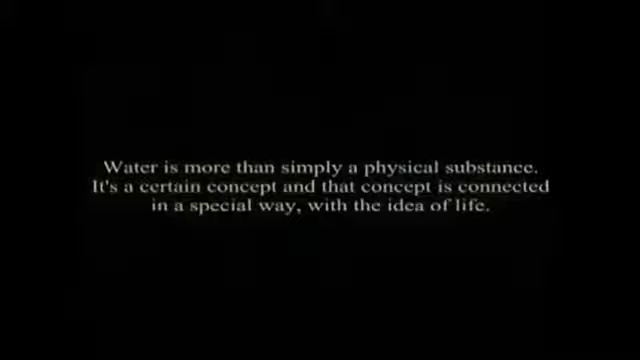 Water is more than simply a physical substance.
It's a certain concept and that concept is connected
in a special way, with the idea of life.